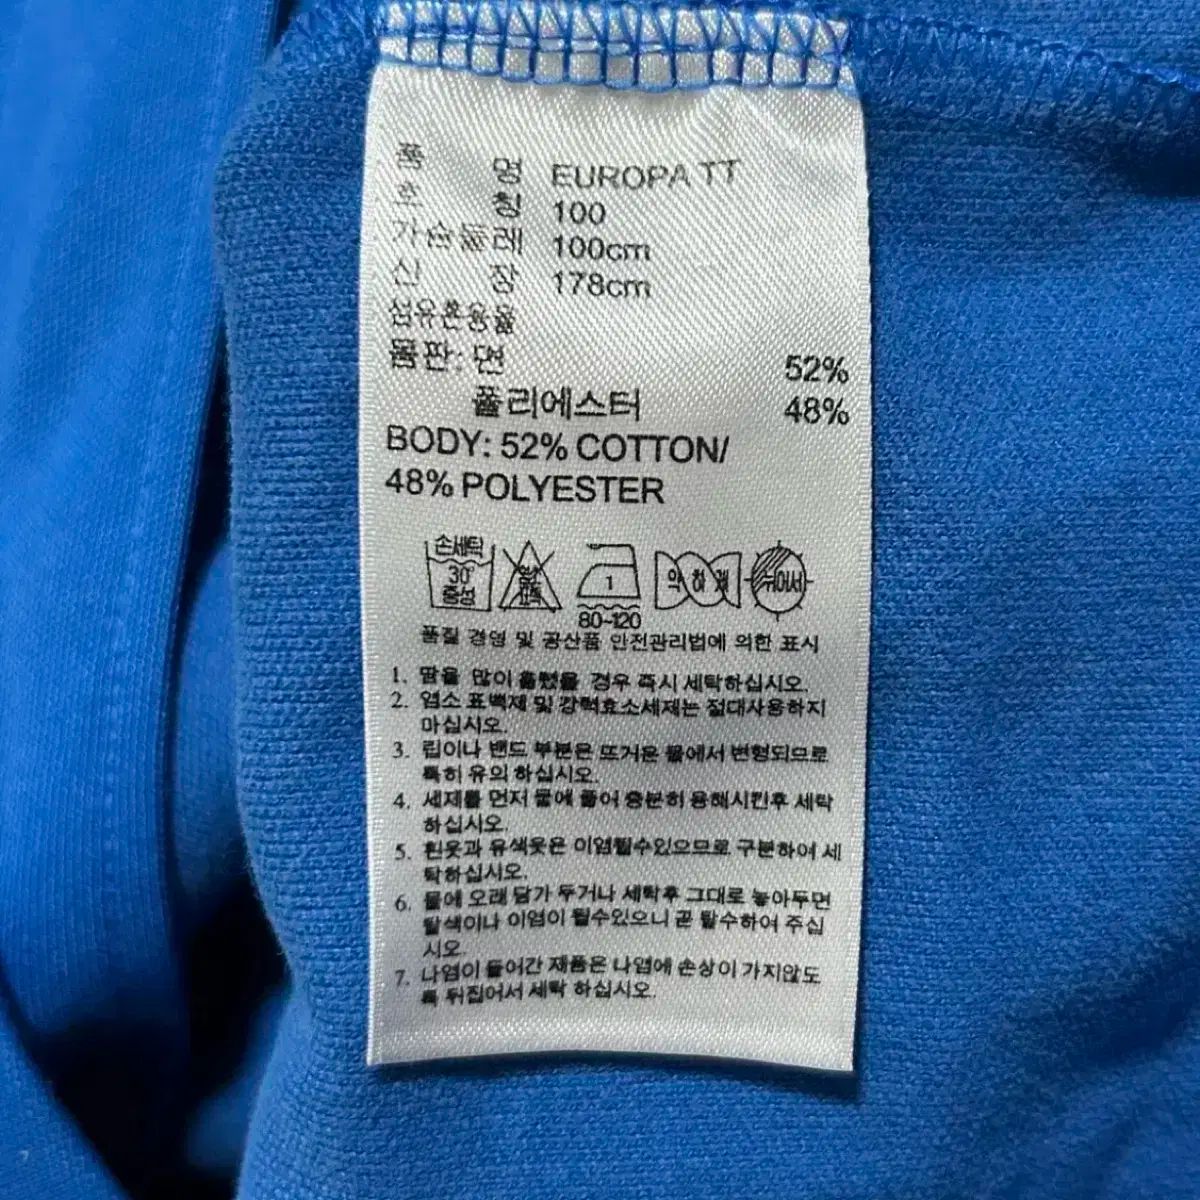 품 명 EUROPA TT
호 칭 100
가슴둘레 100cm
신 장 178cm
섬유혼용율
몸판: 면 52%
폴리에스터 48%
BODY: 52% COTTON/
48% POLYESTER
손세탁
30°
중성
1
80~120
약하게
품질 경영 및 공산품 안전관리법에 의한 표시
1. 땀을 많이 흘렸을 경우 즉시 세탁하십시오.
2. 염소 표백제 및 강력효소세제는 절대사용하지
마십시오.
3. 립이나 밴드 부분은 뜨거운 물에서 변형되므로
특히 유의 하십시오.
4. 세제를 먼저 물에 풀어 충분히 용해시킨후 세탁
하십시오.
5. 흰옷과 유색옷은 이염될수있으므로 구분하여 세
탁하십시오.
6. 물에 오래 담가 두거나 세탁후 그대로 놓아두면
탈색이나 이염이 될수있으니 곧 탈수하여 주십
시오.
7. 나염이 들어간 제품은 나염에 손상이 가지않도
록 뒤집어서 세탁 하십시오.